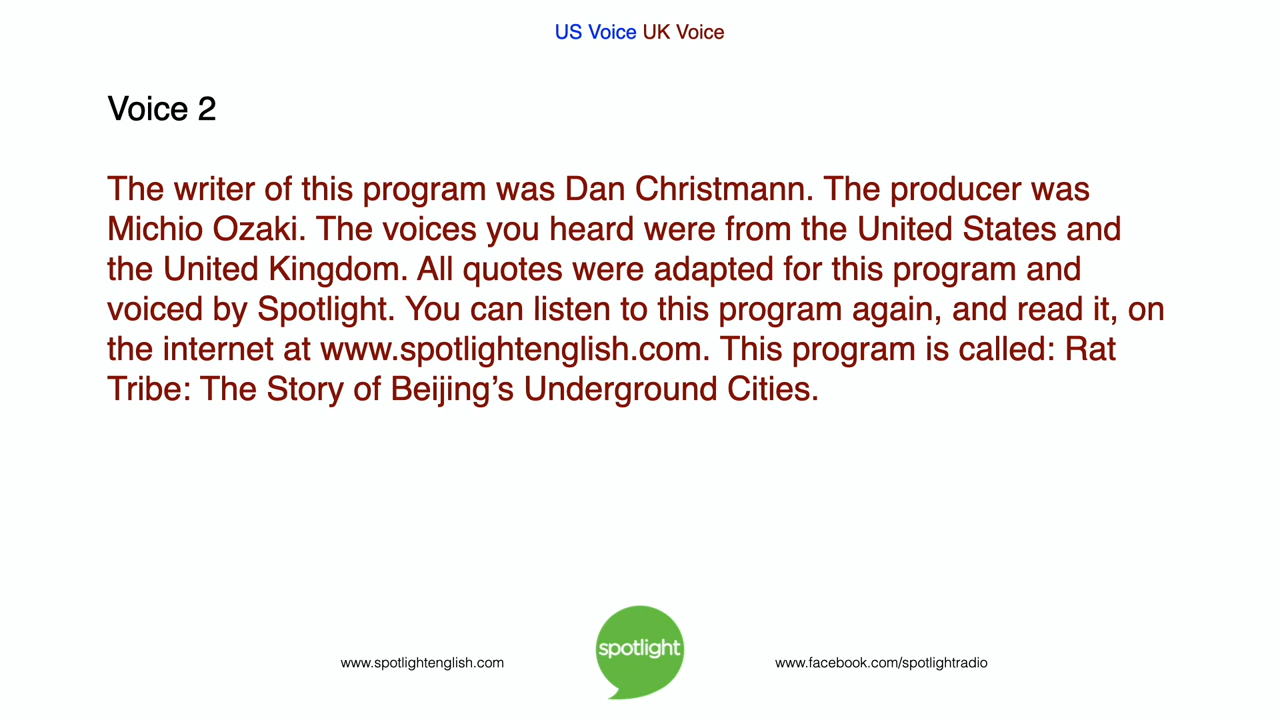 US Voice UK Voice
Voice 2
The writer of this program was Dan Christmann. The producer was
Michio Ozaki. The voices you heard were from the United States and
the United Kingdom. All quotes were adapted for this program and
voiced by Spotlight. You can listen to this program again, and read it, on
the internet at www.spotlightenglish.com. This program is called: Rat
Tribe: The Story of Beijing’s Underground Cities.
www.spotlightenglish.com
spotlight
www.facebook.com/spotlightradio